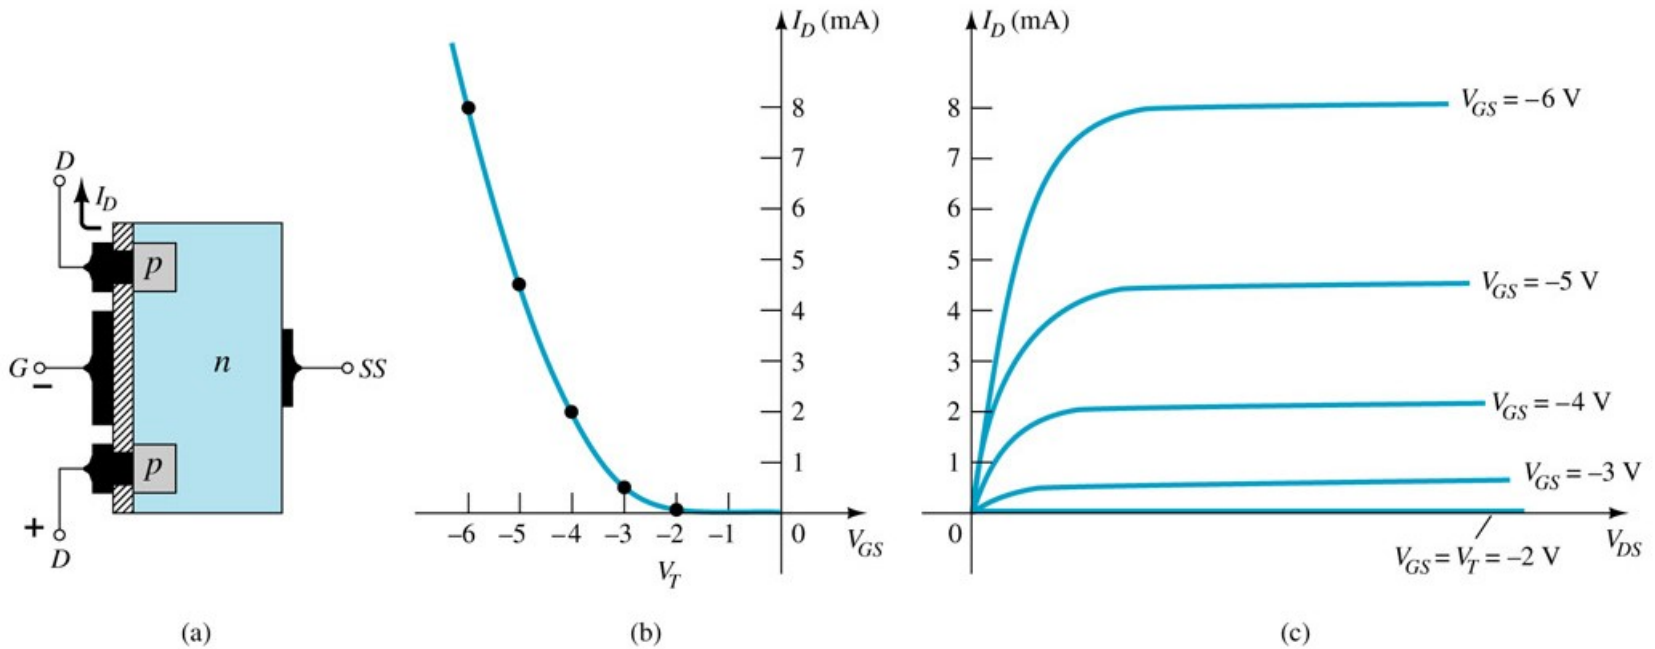 D
I_D
p
G
−
n
SS
p
+
D
(a)
I_D (mA)
8
7
6
5
4
3
2
1
−6 −5 −4 −3 −2 −1 0 V_GS
V_T
(b)
I_D (mA)
8
7
6
5
4
3
2
1
0
V_GS = −6 V
V_GS = −5 V
V_GS = −4 V
V_GS = −3 V
V_DS
V_GS = V_T = −2 V
(c)